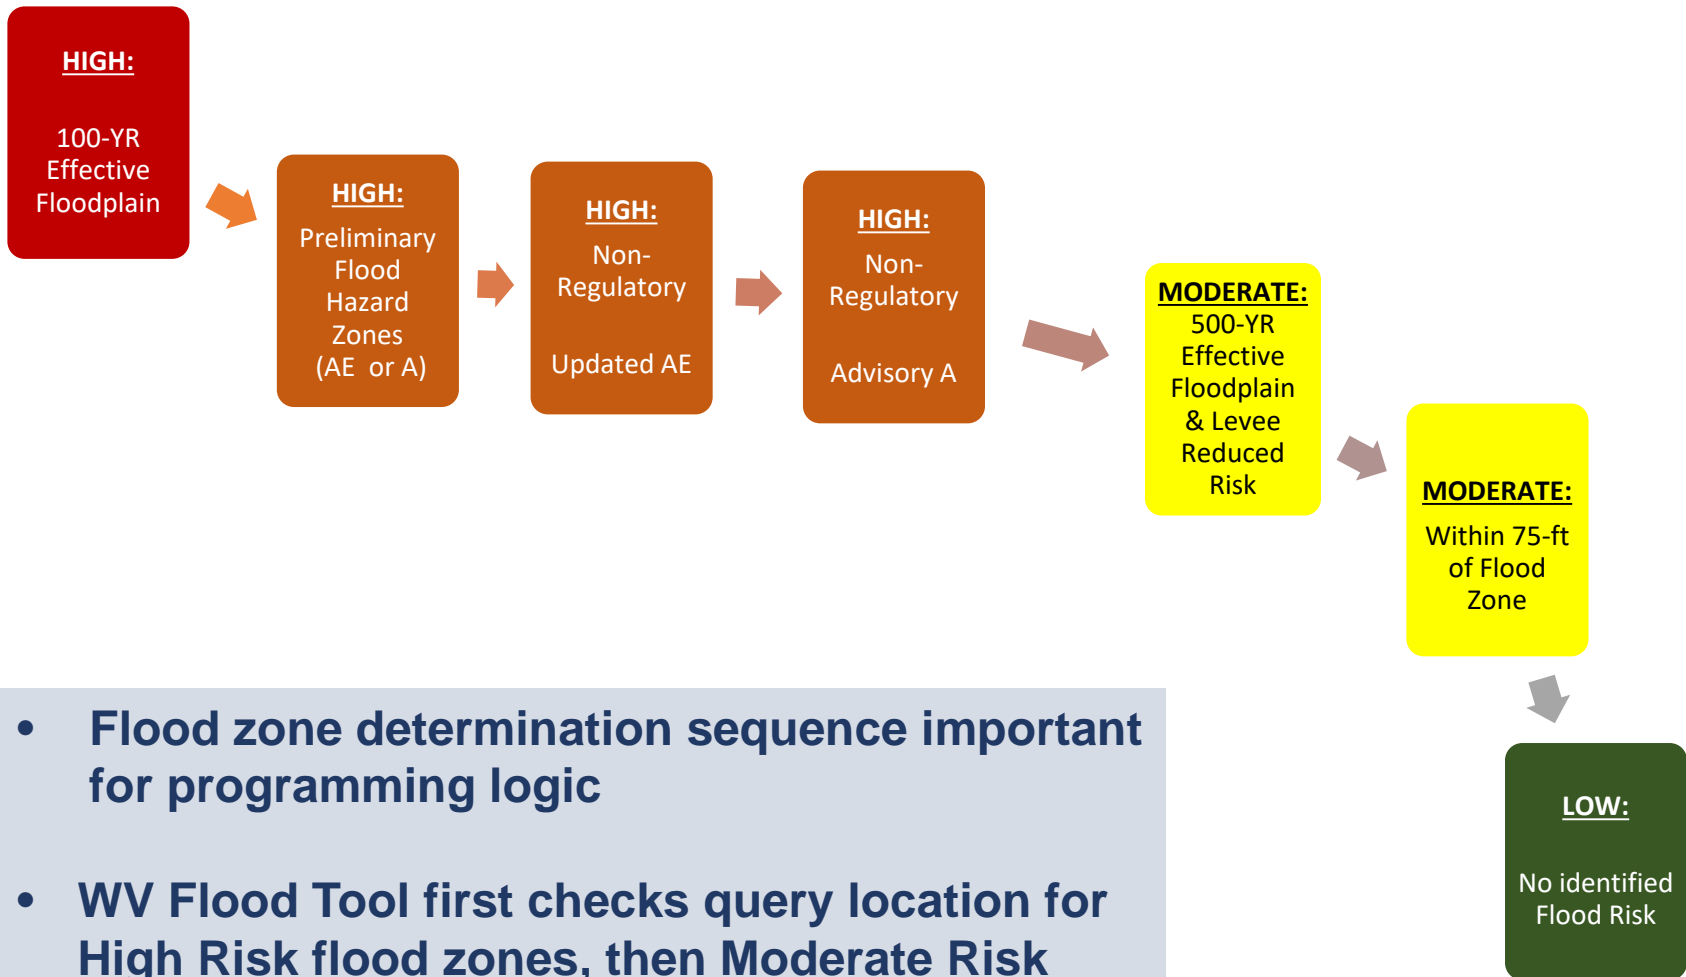 HIGH:
100-YR
Effective
Floodplain
HIGH:
Preliminary
Flood
Hazard
Zones
(AE or A)
HIGH:
Non-
Regulatory
Updated AE
HIGH:
Non-
Regulatory
Advisory A
MODERATE:
500-YR
Effective
Floodplain
& Levee
Reduced
Risk
MODERATE:
Within 75-ft
of Flood
Zone
LOW:
No identified
Flood Risk
• Flood zone determination sequence important
for programming logic
• WV Flood Tool first checks query location for
High Risk flood zones, then Moderate Risk